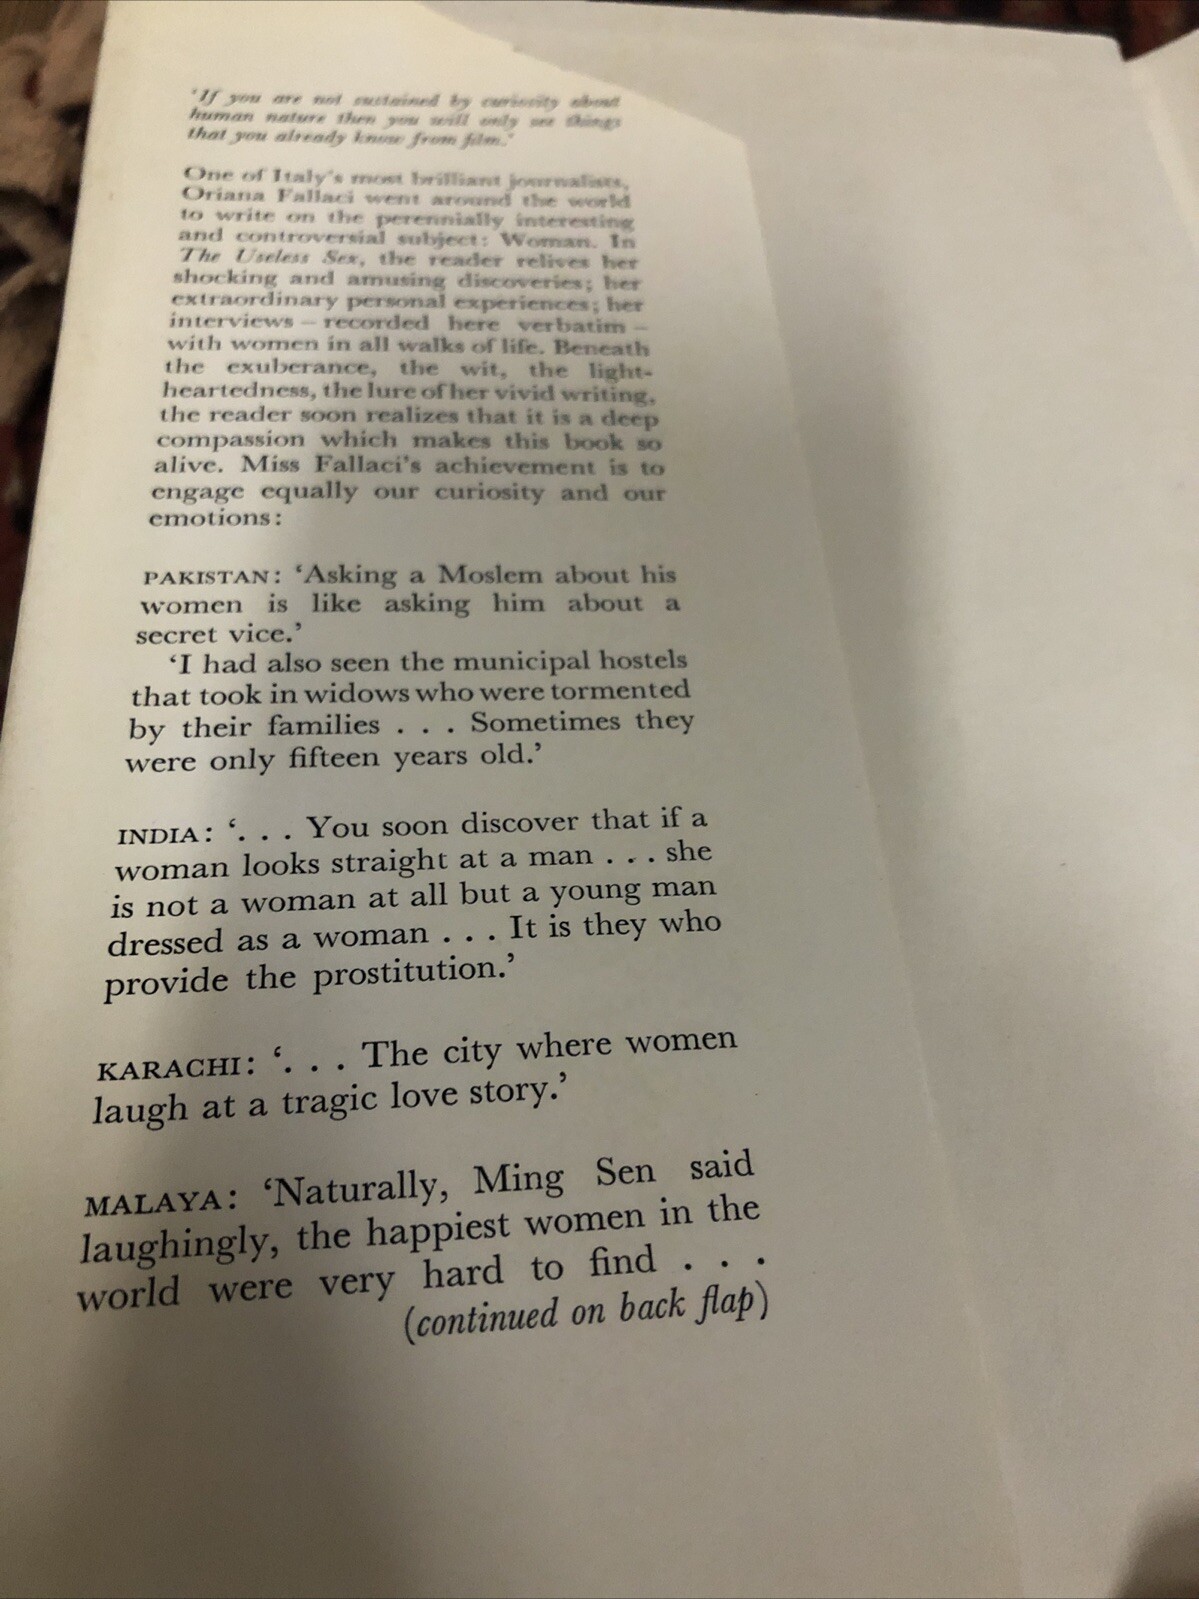 'If you are not sustained by curiosity about
human nature then you will only see things
that you already know from film.'
One of Italy's most brilliant journalists,
Oriana Fallaci went around the world
to write on the perennially interesting
and controversial subject: Woman. In
The Useless Sex, the reader relives her
shocking and amusing discoveries; her
extraordinary personal experiences; her
interviews – recorded here verbatim –
with women in all walks of life. Beneath
the exuberance, the wit, the light-
heartedness, the lure of her vivid writing,
the reader soon realizes that it is a deep
compassion which makes this book so
alive. Miss Fallaci's achievement is to
engage equally our curiosity and our
emotions:
PAKISTAN: 'Asking a Moslem about his
women is like asking him about a
secret vice.'
'I had also seen the municipal hostels
that took in widows who were tormented
by their families . . . Sometimes they
were only fifteen years old.'
INDIA: '. . . You soon discover that if a
woman looks straight at a man . . . she
is not a woman at all but a young man
dressed as a woman . . . It is they who
provide the prostitution.'
KARACHI: '. . . The city where women
laugh at a tragic love story.'
MALAYA: 'Naturally, Ming Sen said
laughingly, the happiest women in the
world were very hard to find . . .
(continued on back flap)